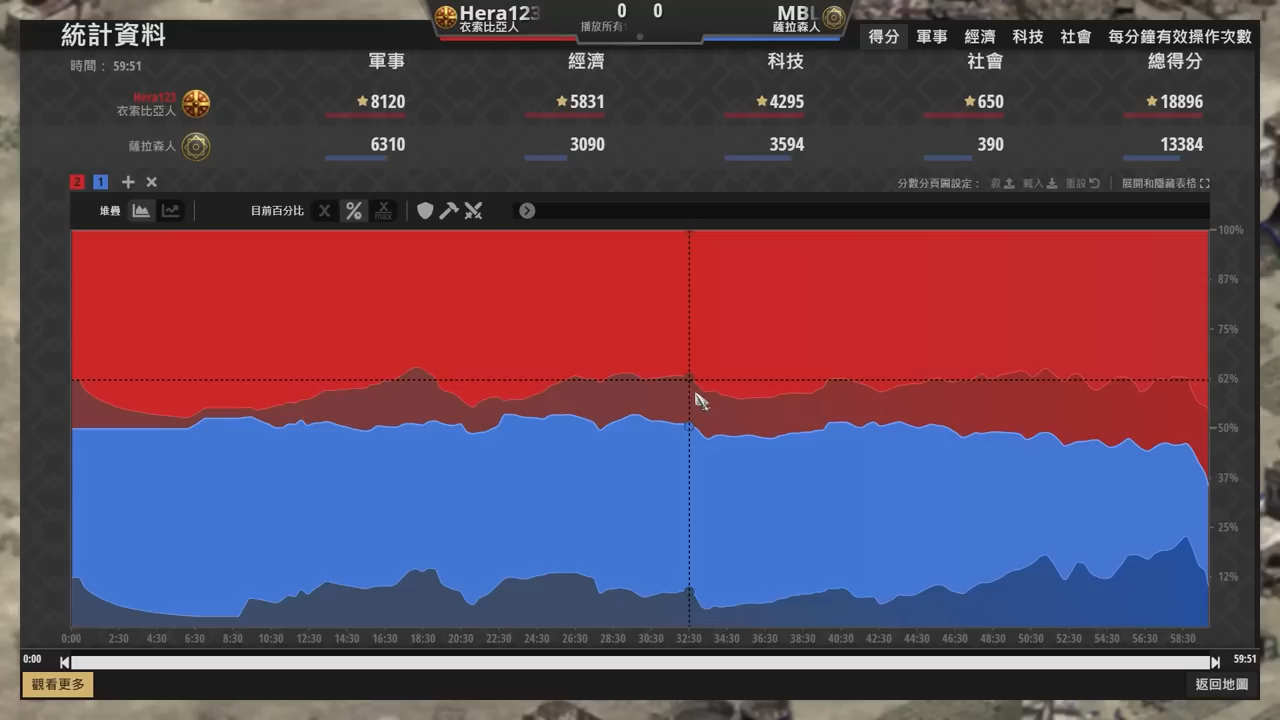 Hera123 0 0 MBL
衣索比亞人 播放所有 薩拉森人
統計資料
得分 軍事 經濟 科技 社會 每分鐘有效操作次數
時間： 59:51 軍事 經濟 科技 社會 總得分
Hera123
衣索比亞人 8120 5831 4295 650 18896
薩拉森人 6310 3090 3594 390 13384
2 1
分數分頁圖設定： 載入 重設 展開和隱藏表格
堆疊 目前百分比 X % X max
100%
87%
75%
62%
50%
37%
25%
12%
0:00 2:30 4:30 6:30 8:30 10:30 12:30 14:30 16:30 18:30 20:30 22:30 24:30 26:30 28:30 30:30 32:30 34:30 36:30 38:30 40:30 42:30 44:30 46:30 48:30 50:30 52:30 54:30 56:30 58:30
0:00 59:51
觀看更多 返回地圖